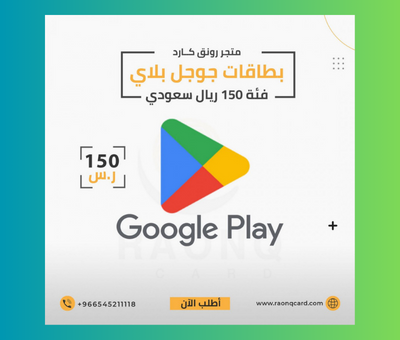 متجر رونق كارد
بطاقات جوجل بلاي
فئة 150 ريال سعودي
150
ر.س
Google Play
RAONQ
CARD
+966545211118
أطلب الآن
www.raonqcard.com